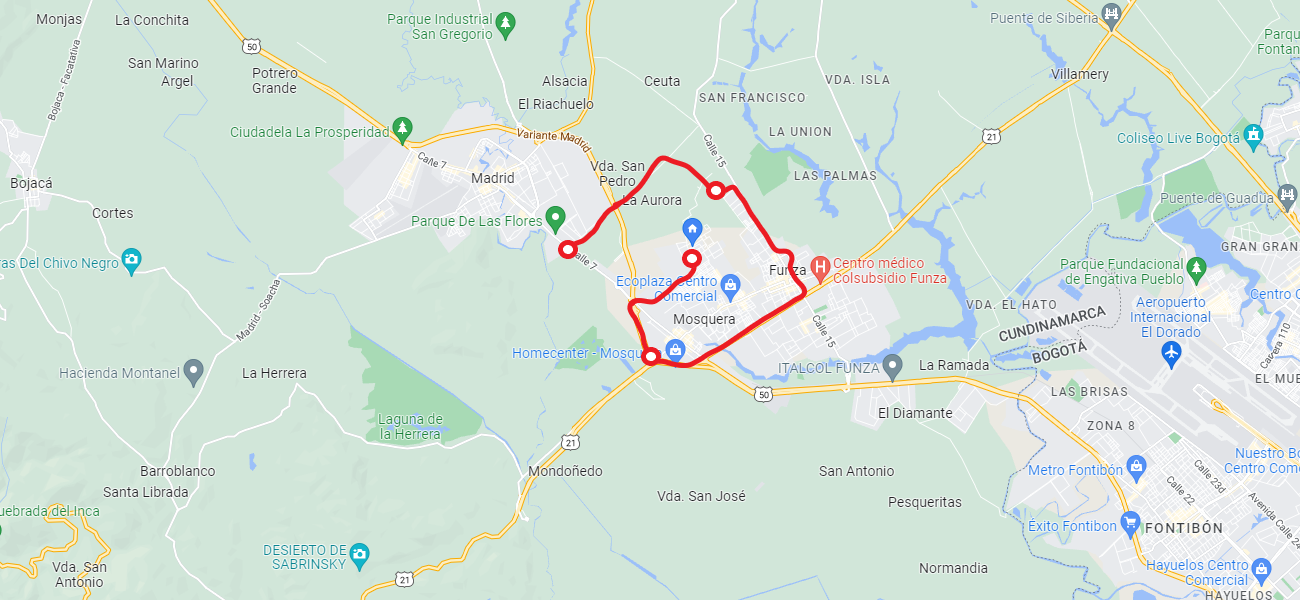 Monjas
La Conchita
Parque Industrial
San Gregorio
Puente de Siberia
Parqu
Fontan
50
San Marino
Argel
Potrero
Grande
Bojaca - Facatativa
Alsacia
Ceuta
VDA. ISLA
Villamery
El Riachuelo
SAN FRANCISCO
Ciudadela La Prosperidad
Variante Madrid
LA UNION
21
Coliseo Live Bogotá
Calle 7
Calle 15
Bojacá
Madrid
Vda. San
Pedro
LAS PALMAS
Puente de Guadua
La Aurora
Cortes
Parque De Las Flores
Calle 7
GRAN GRAN
as Del Chivo Negro
Funza
Centro médico
Colsubsidio Funza
Parque Fundacional
de Engativa Pueblo
Ecoplaza Centro
Comercial
Madrid - Soacha
VDA. EL HATO
Aeropuerto
Internacional
El Dorado
Centro C
Mosquera
Calle 15
CUNDINAMARCA
BOGOTÁ
Carrera 110
Homecenter - Mosqu
Hacienda Montanel
La Herrera
ITALCOL FUNZA
La Ramada
EL MUE
50
LAS BRISAS
El Diamante
Laguna de
la Herrera
ZONA 8
21
Barroblanco
Mondoñedo
San Antonio
Metro Fontibón
Nuestro Bo
Centro Come
Santa Librada
Vda. San José
Pesqueritas
Calle 22
Calle 23d
Avenida Calle 24
uebrada del Inca
Éxito Fontibon
FONTIBÓN
DESIERTO DE
SABRINSKY
Vda. San
Antonio
21
Normandia
Hayuelos Centro
Comercial
HAYUELOS